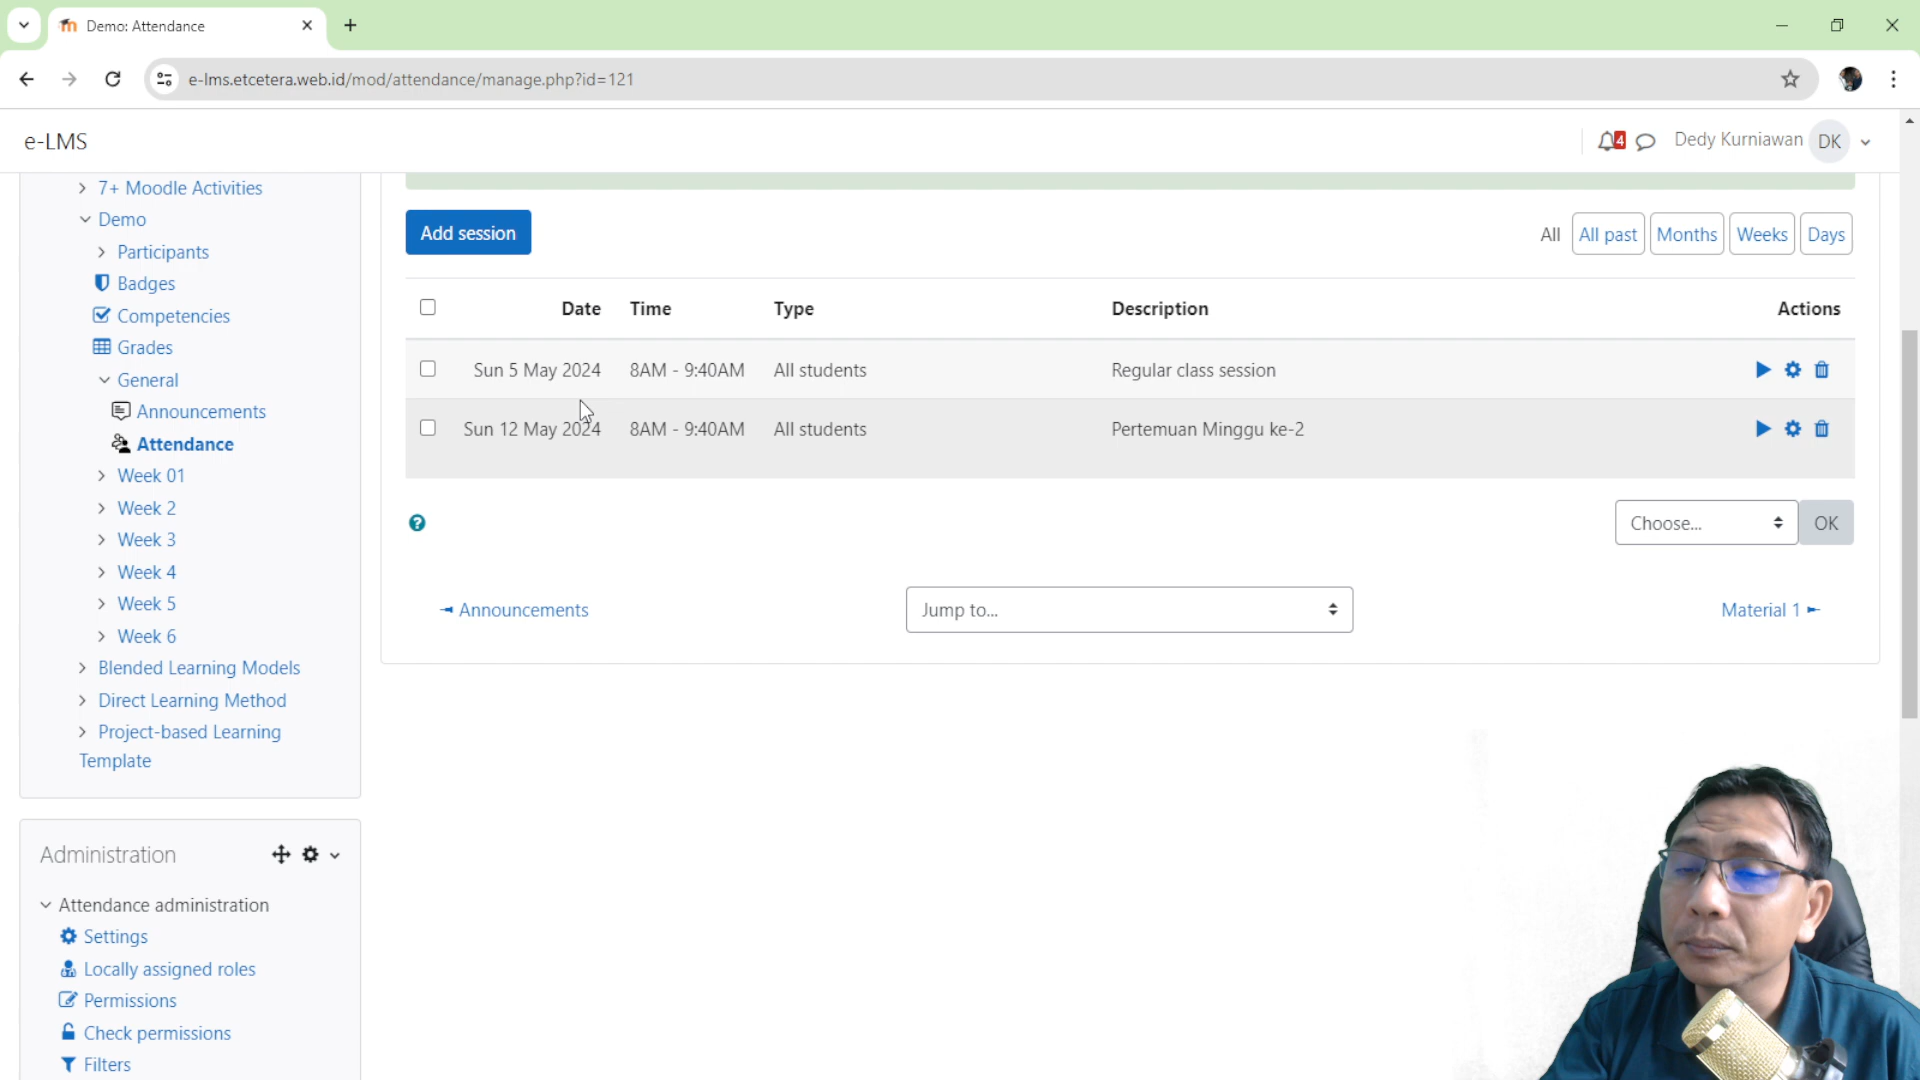 Demo: Attendance
e-lms.etcetera.web.id/mod/attendance/manage.php?id=121
e-LMS
4
Dedy Kurniawan
DK
7+ Moodle Activities
Demo
Participants
Badges
Competencies
Grades
General
Announcements
Attendance
Week 01
Week 2
Week 3
Week 4
Week 5
Week 6
Blended Learning Models
Direct Learning Method
Project-based Learning
Template
Administration
Attendance administration
Settings
Locally assigned roles
Permissions
Check permissions
Filters
Add session
All All past Months Weeks Days
Date Time Type Description Actions
Sun 5 May 2024 8AM - 9:40AM All students Regular class session
Sun 12 May 2024 8AM - 9:40AM All students Pertemuan Minggu ke-2
?
Choose... OK
Announcements Jump to... Material 1